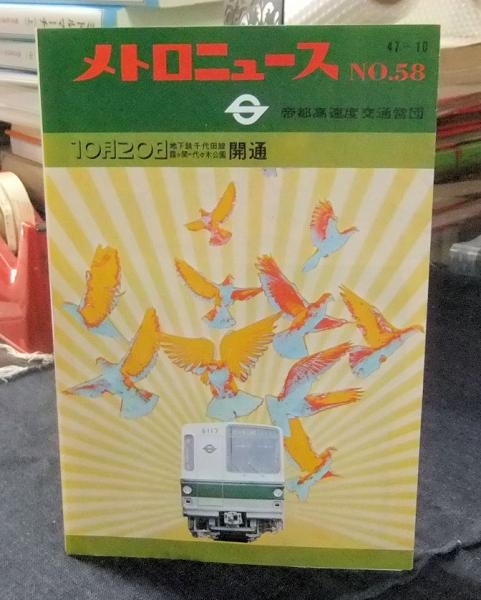 47-10
メトロニュース NO.58
帝都高速度交通営団
10月20日 地下鉄千代田線 開通
霞ヶ関⇔代々木公園
6117